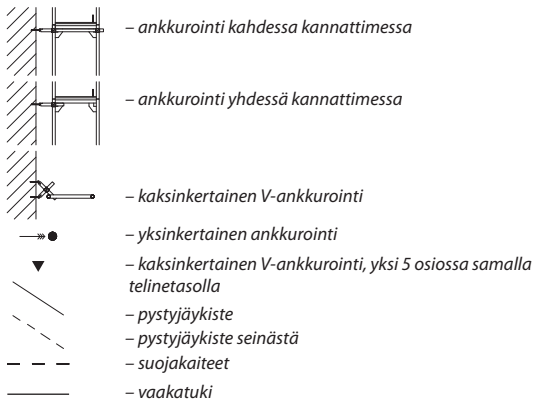 – ankkurointi kahdessa kannattimessa
– ankkurointi yhdessä kannattimessa
– kaksinkertainen V-ankkurointi
– yksinkertainen ankkurointi
– kaksinkertainen V-ankkurointi, yksi 5 osiossa samalla
telinetasolla
– pystyjäykiste
– pystyjäykiste seinästä
– suojakaiteet
– vaakatuki